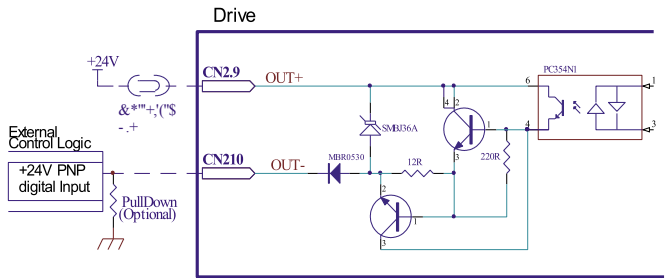 Drive
+24V
CN2.9
OUT+
6
PC354N1
1
&*'"+,'("$
- .+
4
2
SMBJ36A
1
4
3
External
Control Logic
CN210
OUT-
MBR0530
3
12R
220R
+24V PNP
digital Input
2
PullDown
(Optional)
1
3